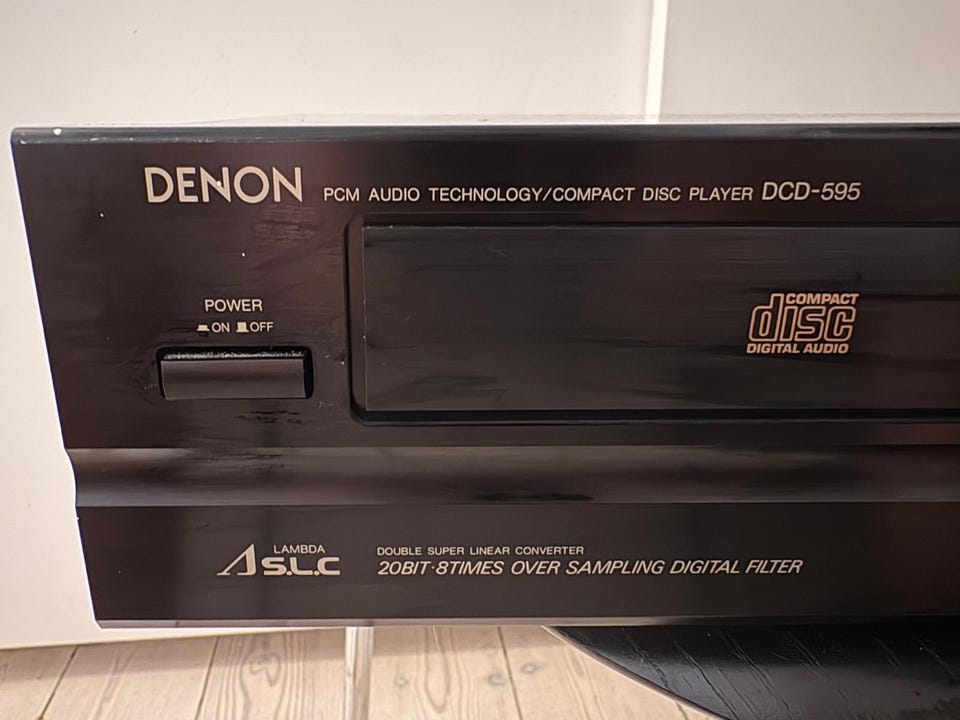 DENON PCM AUDIO TECHNOLOGY/COMPACT DISC PLAYER DCD-595
POWER
ON OFF
COMPACT
disc
DIGITAL AUDIO
LAMBDA
S.L.C
DOUBLE SUPER LINEAR CONVERTER
20BIT·8TIMES OVER SAMPLING DIGITAL FILTER